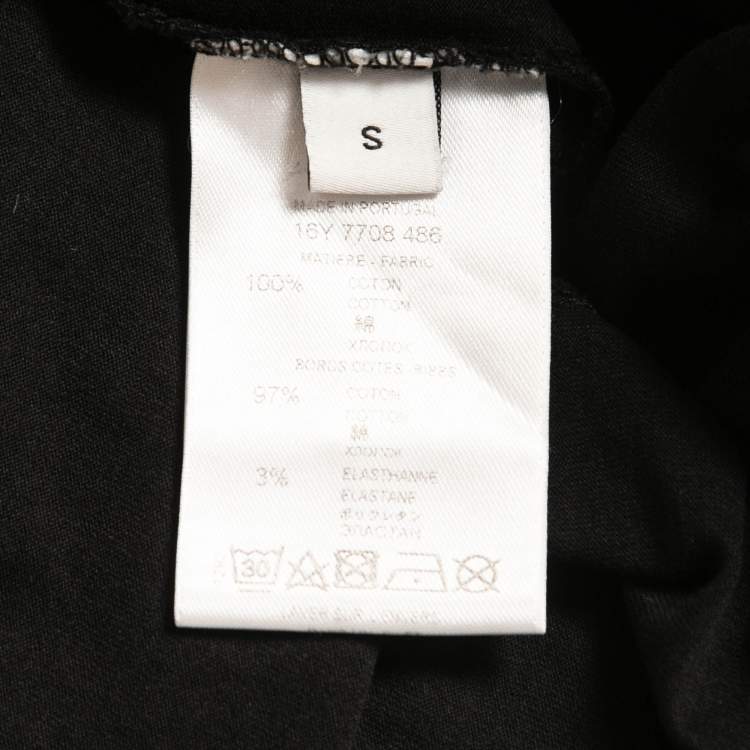 S
MADE IN PORTUGAL
16Y 7708 486
MATIERE - FABRIC
100% COTON
COTTON
綿
ХЛОПОК
BORDS COTES - RIBBS
97% COTON
COTTON
綿
ХЛОПОК
3% ELASTHANNE
ELASTANE
ポリウレタン
ЭЛАСТАН
30